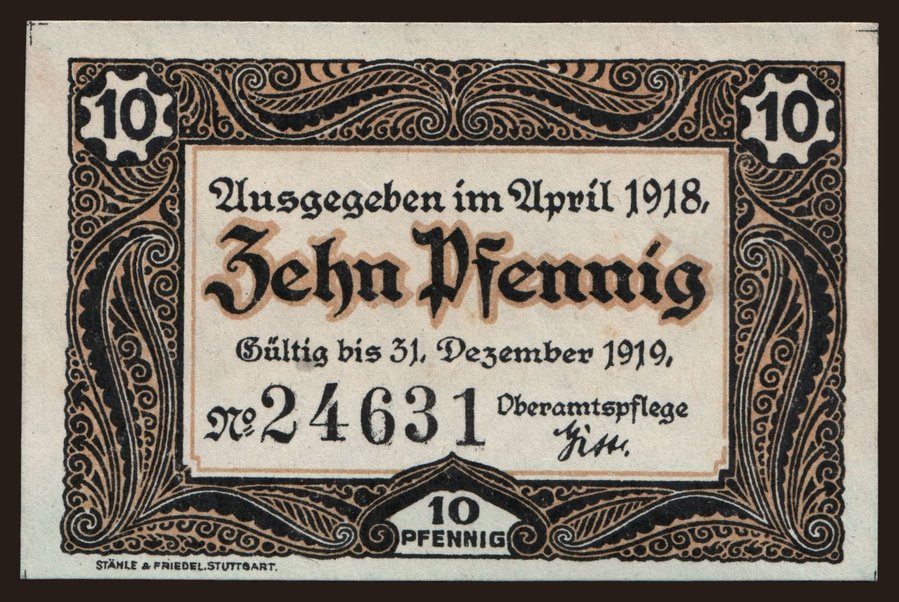 10 10
Ausgegeben im April 1918.
Zehn Pfennig
Gültig bis 31. Dezember 1919.
Nº 24631 Oberamtspflege
10
PFENNIG
STÄHLE & FRIEDEL.STUTTGART.